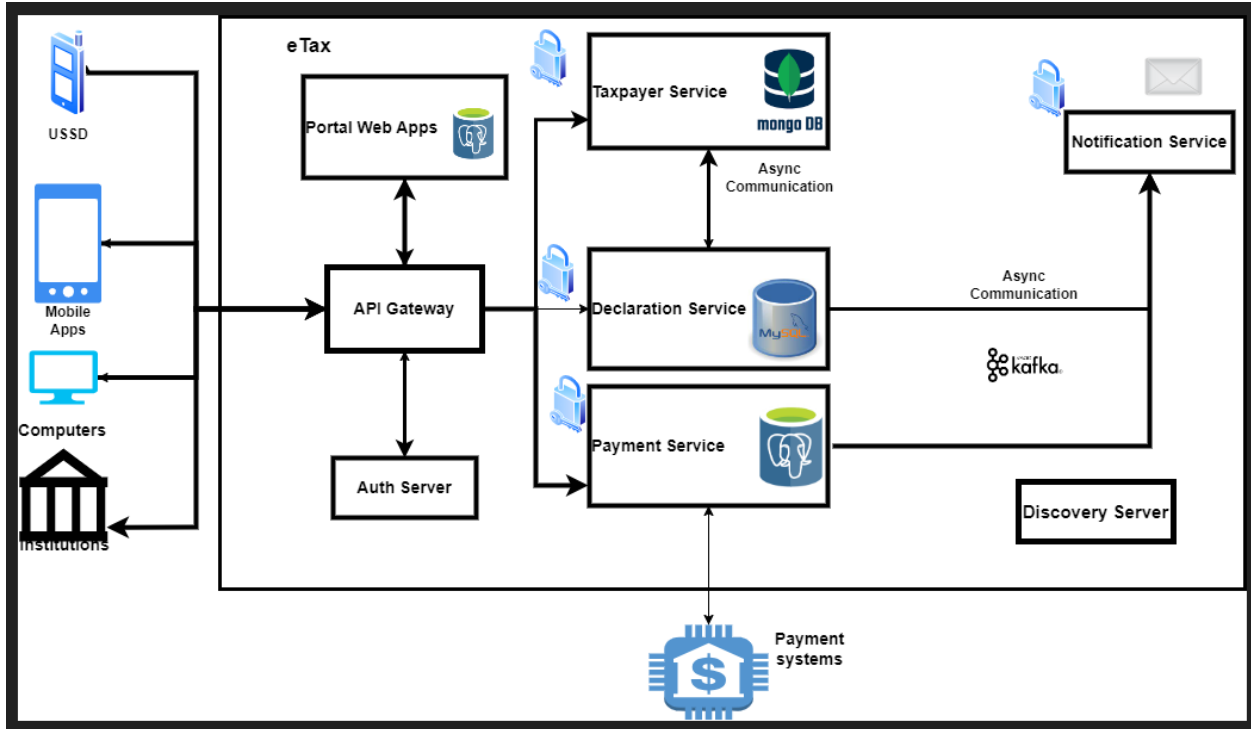 eTax
USSD
Mobile
Apps
Computers
Institutions
Portal Web Apps
API Gateway
Auth Server
Taxpayer Service
mongo DB
Async
Communication
Declaration Service
MySQL
Payment Service
Notification Service
Async
Communication
kafka
Discovery Server
$
Payment
systems